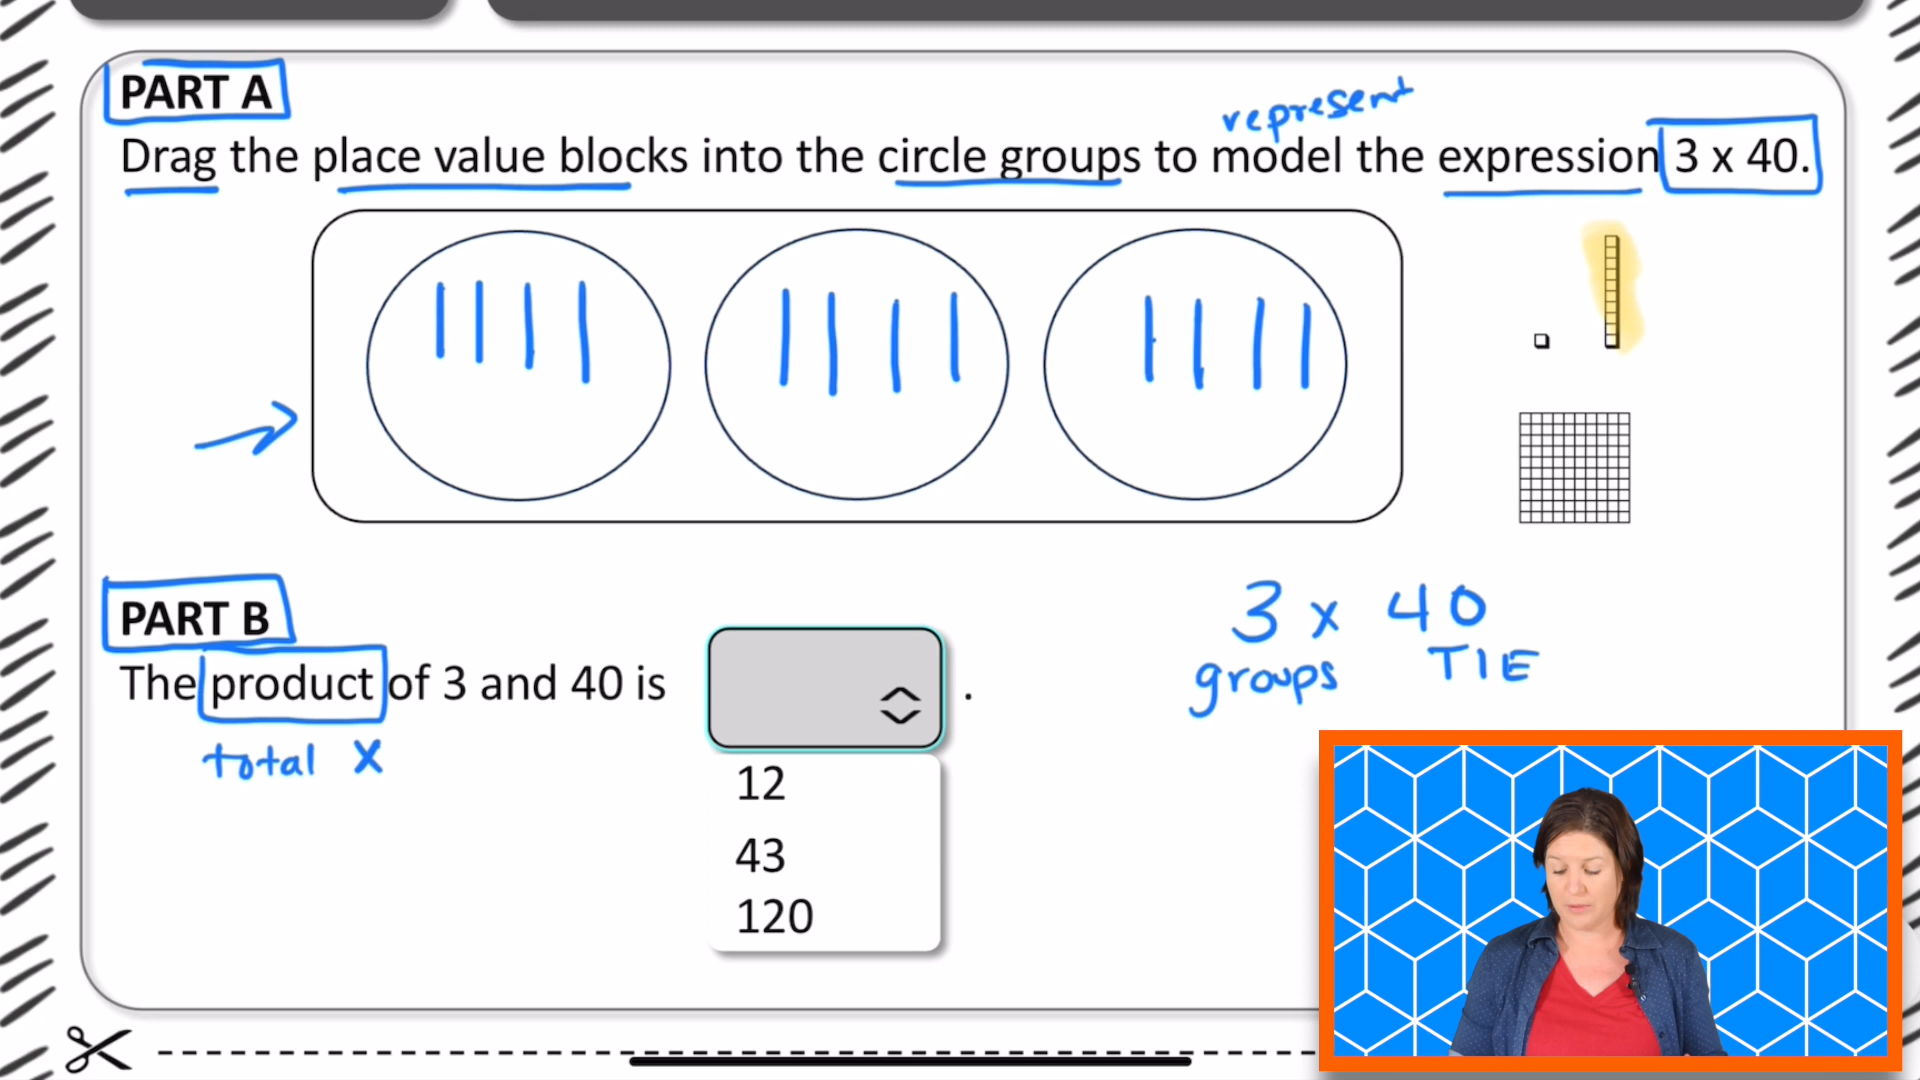 PART A
represent
Drag the place value blocks into the circle groups to model the expression 3 x 40.
PART B
The product of 3 and 40 is .
total x
12
43
120
3 x 40
groups TIE